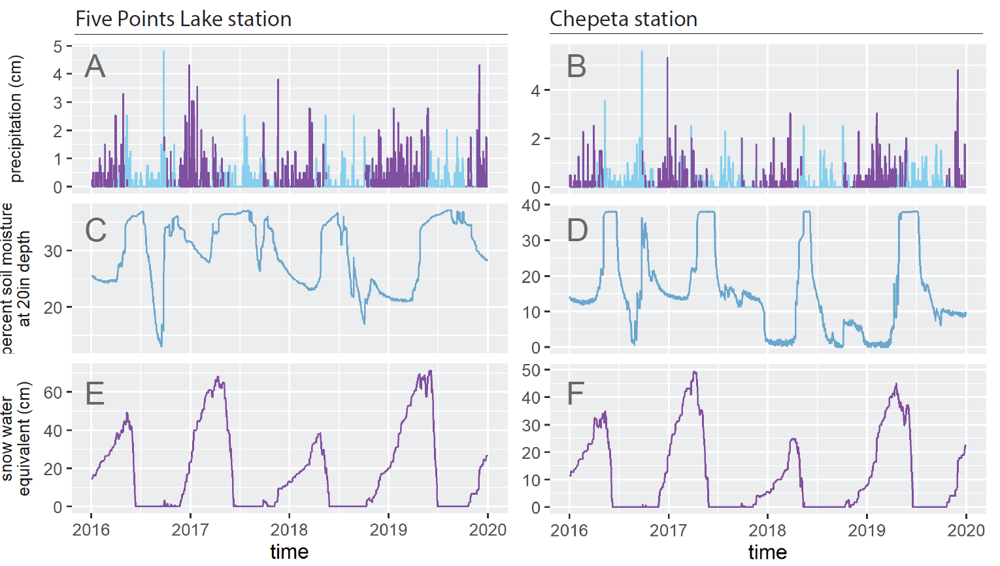 Five Points Lake station
Chepeta station
precipitation (cm)
5
4
3
2
1
0
A
4
2
0
B
percent soil moisture
at 20in depth
30
20
C
40
30
20
10
0
D
snow water
equivalent (cm)
60
40
20
0
E
50
40
30
20
10
0
F
2016 2017 2018 2019 2020
time
2016 2017 2018 2019 2020
time